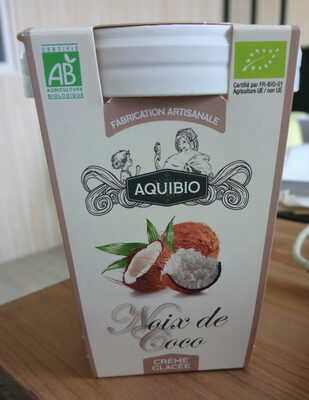 CERTIFIÉ
AB
AGRICULTURE
BIOLOGIQUE
Certifié par FR-BIO-01
Agriculture UE / non UE
FABRICATION ARTISANALE
AQUIBIO
Noix de
Coco
CRÈME
GLACÉE